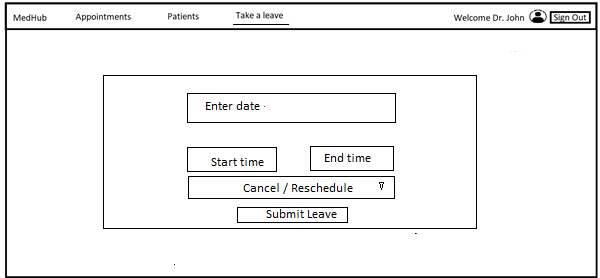 MedHub Appointments Patients Take a leave Welcome Dr. John Sign Out
Enter date
Start time End time
Cancel / Reschedule
Submit Leave